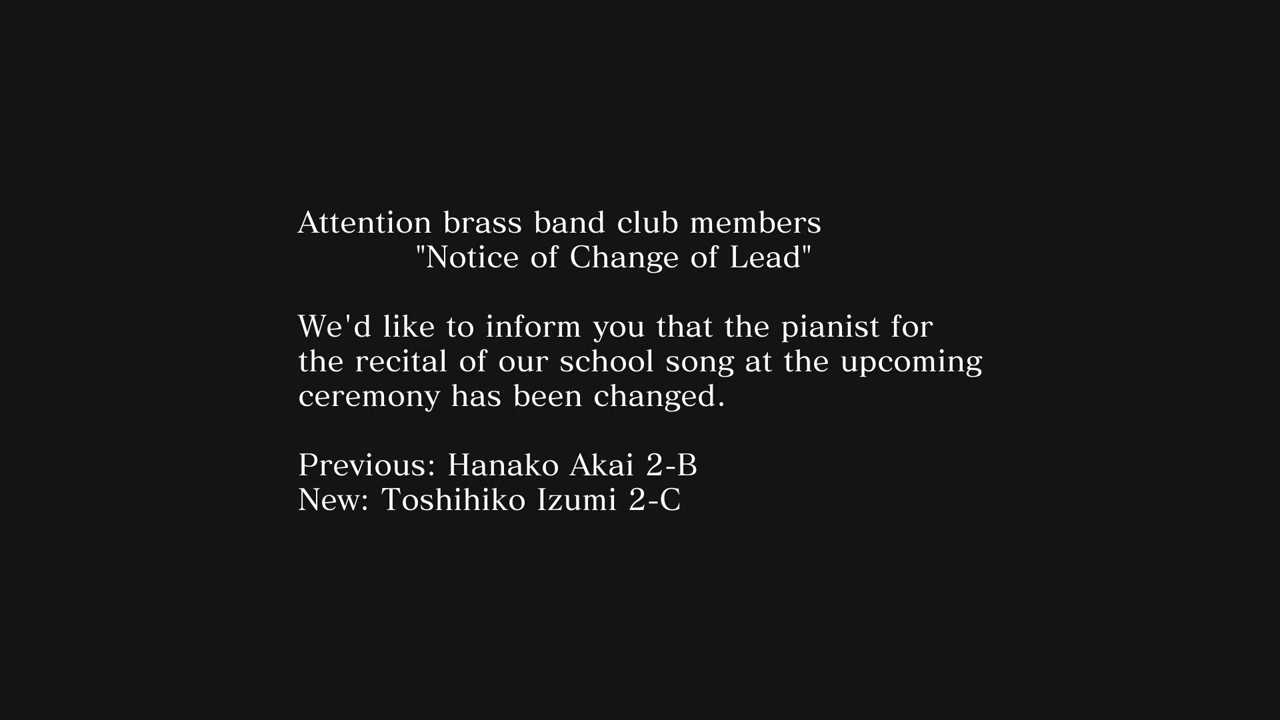 Attention brass band club members
"Notice of Change of Lead"
We'd like to inform you that the pianist for
the recital of our school song at the upcoming
ceremony has been changed.
Previous: Hanako Akai 2-B
New: Toshihiko Izumi 2-C